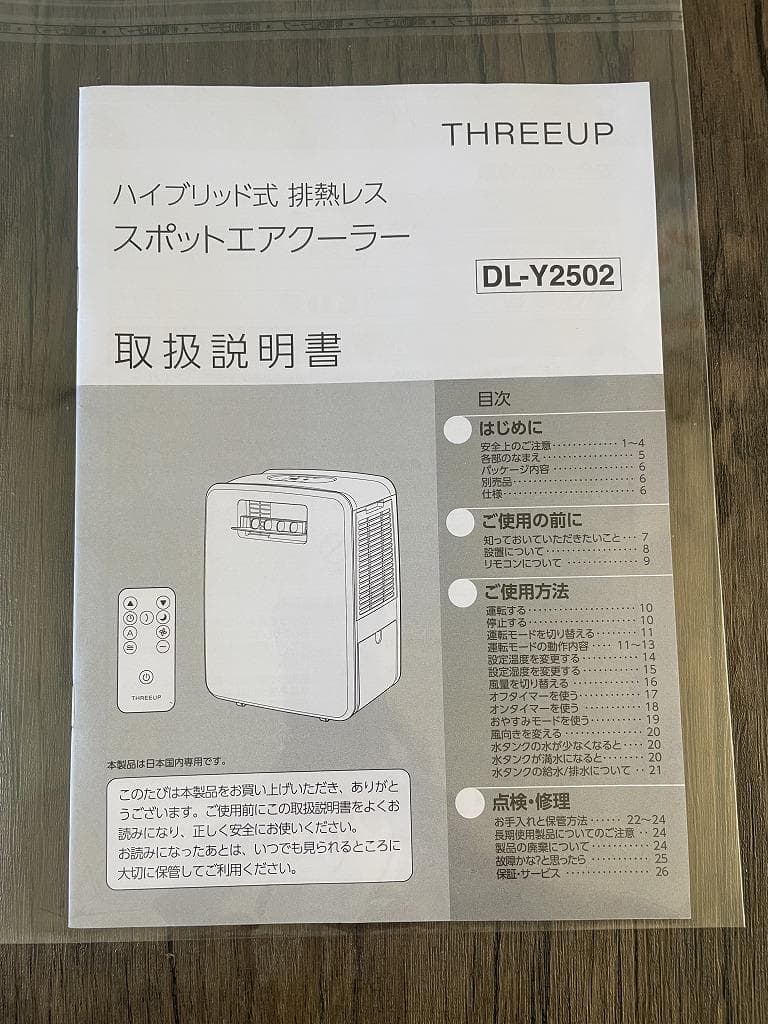 THREEUP
ハイブリッド式 排熱レス
スポットエアクーラー
DL-Y2502
取扱説明書
目次
はじめに
安全上のご注意・・・・・・・・・・・・・ 1～4
各部のなまえ・・・・・・・・・・・・・・・・・・ 5
パッケージ内容 ・・・・・・・・・・・・・・・ 6
別売品・・・・・・・・・・・・・・・・・・・・・・・ 6
仕様・・・・・・・・・・・・・・・・・・・・・・・・・ 6
ご使用の前に
知っておいていただきたいこと・・・ 7
設置について・・・・・・・・・・・・・・・・・ 8
リモコンについて ・・・・・・・・・・・・・ 9
ご使用方法
運転する・・・・・・・・・・・・・・・・・・・・ 10
停止する・・・・・・・・・・・・・・・・・・・・ 10
運転モードを切り替える・・・・・・・・ 11
運転モードの動作内容 ・・・・ 11～13
設定温度を変更する・・・・・・・・・・・ 14
設定湿度を変更する・・・・・・・・・・・ 15
風量を切り替える ・・・・・・・・・・・・ 16
オフタイマーを使う・・・・・・・・・・・・ 17
オンタイマーを使う ・・・・・・・・・・・ 18
おやすみモードを使う・・・・・・・・・・ 19
風向きを変える ・・・・・・・・・・・・・・ 20
水タンクの水が少なくなると・・・・ 20
水タンクが満水になると・・・・・・・・ 20
水タンクの給水/排水について ・・ 21
点検・修理
お手入れと保管方法・・・・・・ 22～24
長期使用製品についてのご注意 ・・ 24
製品の廃棄について・・・・・・・・・・・ 24
故障かな?と思ったら ・・・・・・・・・・・ 25
保証・サービス ・・・・・・・・・・・・・・・ 26
A
THREEUP
本製品は日本国内専用です。
このたびは本製品をお買い上げいただき、ありがと
うございます。ご使用前にこの取扱説明書をよくお
読みになり、正しく安全にお使いください。
お読みになったあとは、いつでも見られるところに
大切に保管してご利用ください。